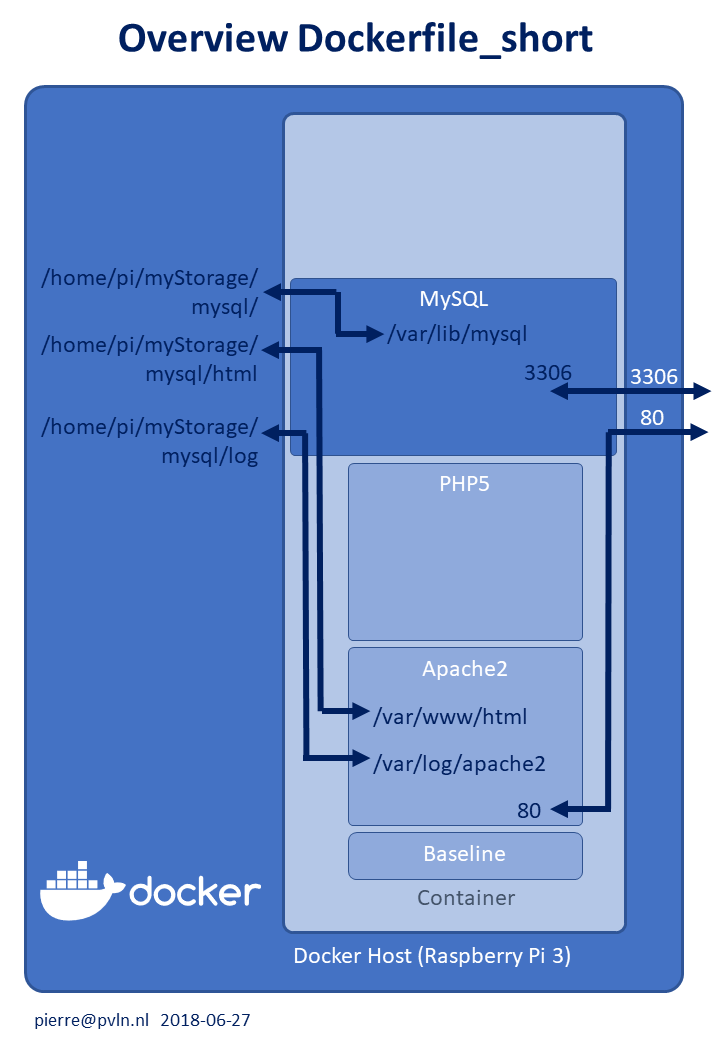 Overview Dockerfile_short
/home/pi/myStorage/
mysql/
/home/pi/myStorage/
mysql/html
/home/pi/myStorage/
mysql/log
MySQL
/var/lib/mysql
3306
3306
80
PHP5
Apache2
/var/www/html
/var/log/apache2
80
Baseline
Container
docker
Docker Host (Raspberry Pi 3)
pierre@pvln.nl 2018-06-27